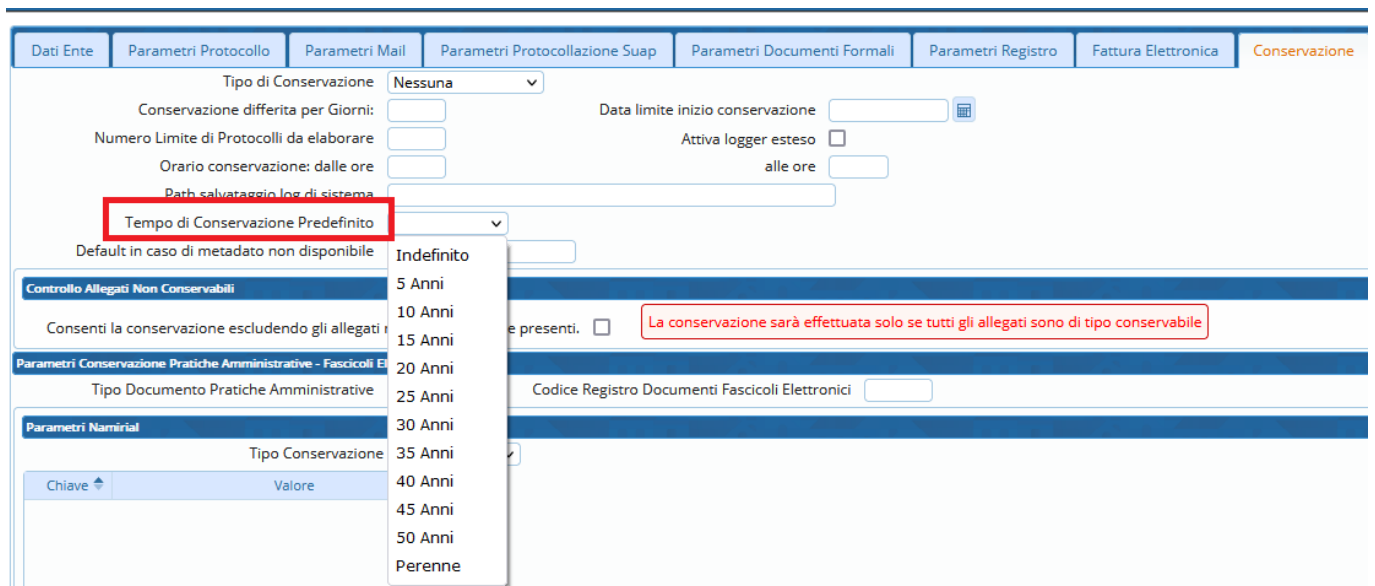 Dati Ente Parametri Protocollo Parametri Mail Parametri Protocollazione Suap Parametri Documenti Formali Parametri Registro Fattura Elettronica Conservazione
Tipo di Conservazione Nessuna
Conservazione differita per Giorni: Data limite inizio conservazione
Numero Limite di Protocolli da elaborare Attiva logger esteso
Orario conservazione: dalle ore alle ore
Path salvataggio log di sistema
Tempo di Conservazione Predefinito
Default in caso di metadato non disponibile
Indefinito
5 Anni
10 Anni
15 Anni
20 Anni
25 Anni
30 Anni
35 Anni
40 Anni
45 Anni
50 Anni
Perenne
Controllo Allegati Non Conservabili
Consenti la conservazione escludendo gli allegati e presenti. La conservazione sarà effettuata solo se tutti gli allegati sono di tipo conservabile
Parametri Conservazione Pratiche Amministrative - Fascicoli
Tipo Documento Pratiche Amministrative Codice Registro Documenti Fascicoli Elettronici
Parametri Namirial
Tipo Conservazione
Chiave Valore